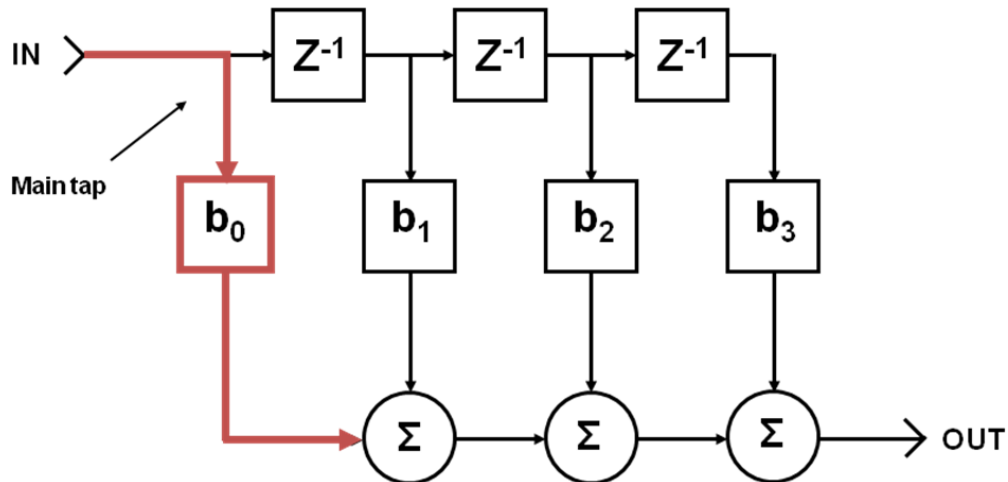 IN
Z⁻¹
Z⁻¹
Z⁻¹
Main tap
b₀
b₁
b₂
b₃
Σ
Σ
Σ
OUT